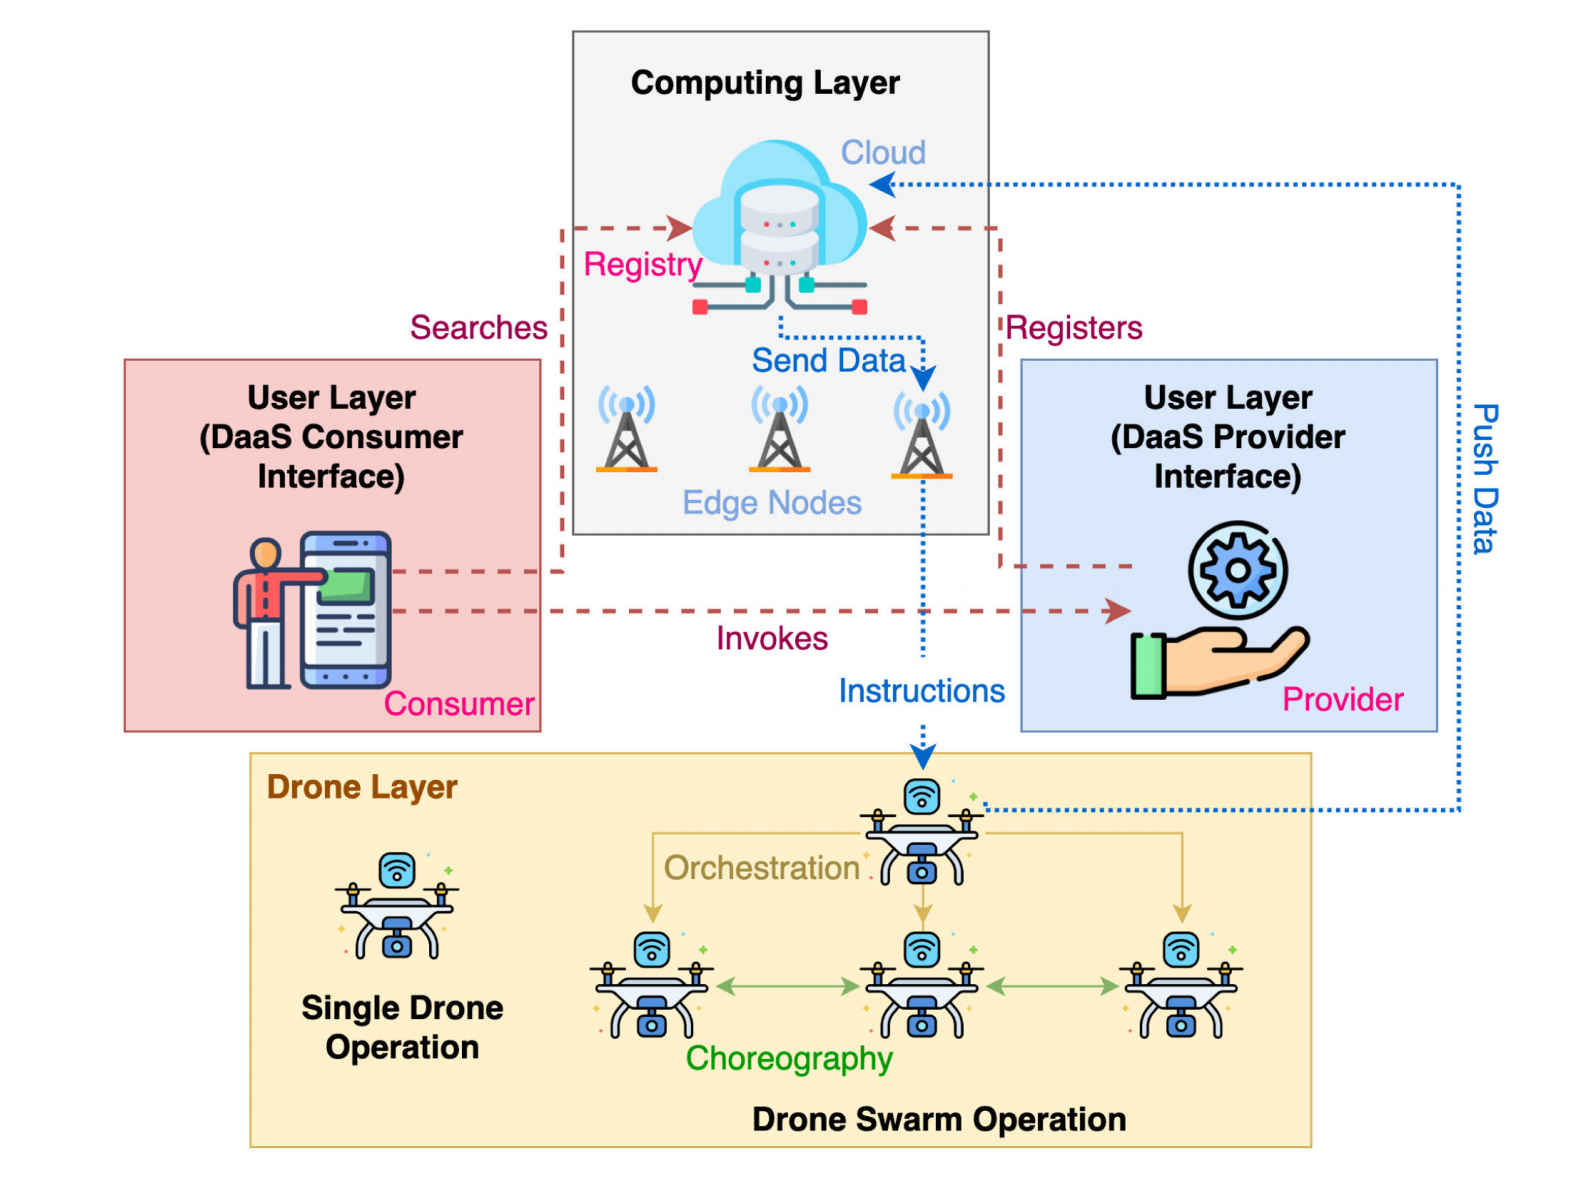 Computing Layer
Cloud
Registry
Searches
Registers
Send Data
User Layer
(DaaS Consumer
Interface)
User Layer
(DaaS Provider
Interface)
Push Data
Edge Nodes
Invokes
Instructions
Consumer
Provider
Drone Layer
Orchestration
Single Drone
Operation
Choreography
Drone Swarm Operation